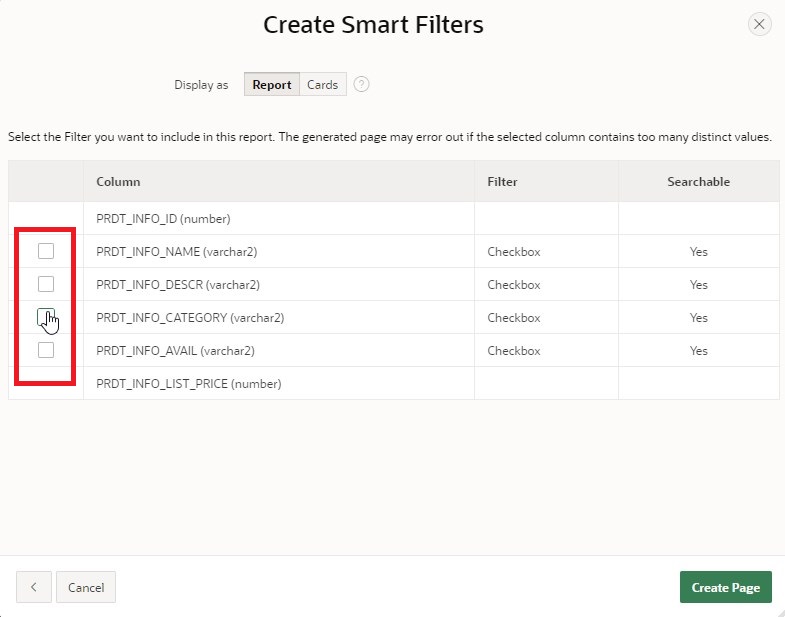 Create Smart Filters
Display as Report Cards ?
Select the Filter you want to include in this report. The generated page may error out if the selected column contains too many distinct values.
Column Filter Searchable
PRDT_INFO_ID (number)
PRDT_INFO_NAME (varchar2) Checkbox Yes
PRDT_INFO_DESCR (varchar2) Checkbox Yes
PRDT_INFO_CATEGORY (varchar2) Checkbox Yes
PRDT_INFO_AVAIL (varchar2) Checkbox Yes
PRDT_INFO_LIST_PRICE (number)
Cancel Create Page